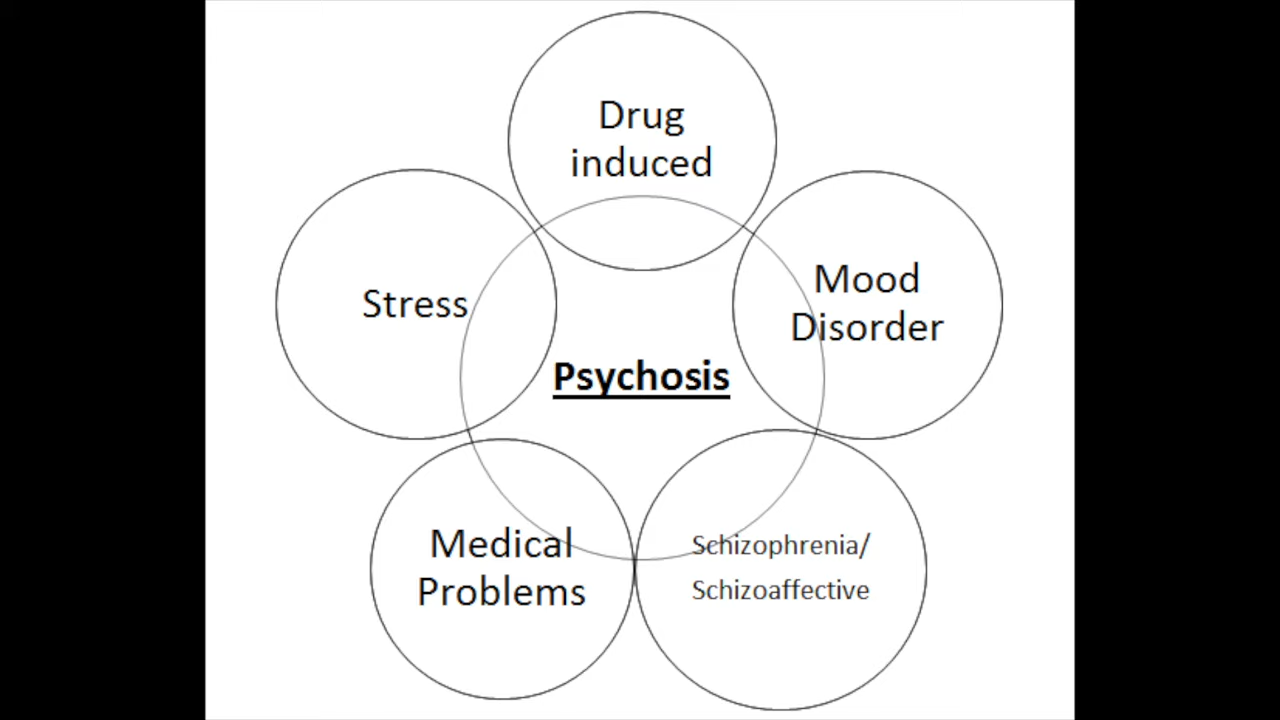 Drug
induced
Mood
Disorder
Stress
Psychosis
Medical
Problems
Schizophrenia/
Schizoaffective